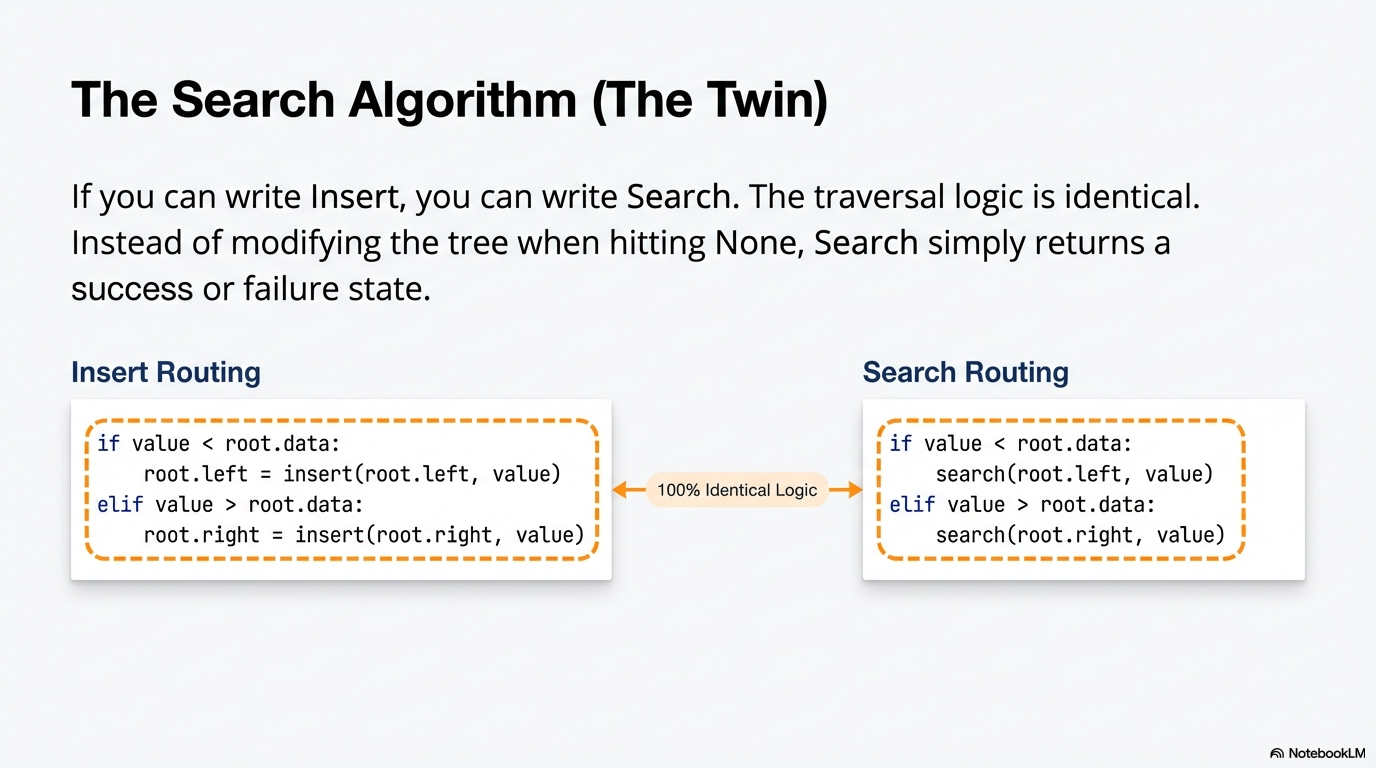 The Search Algorithm (The Twin)
If you can write Insert, you can write Search. The traversal logic is identical.
Instead of modifying the tree when hitting None, Search simply returns a
success or failure state.
Insert Routing
if value < root.data:
    root.left = insert(root.left, value)
elif value > root.data:
    root.right = insert(root.right, value)
100% Identical Logic
Search Routing
if value < root.data:
    search(root.left, value)
elif value > root.data:
    search(root.right, value)
NotebookLM